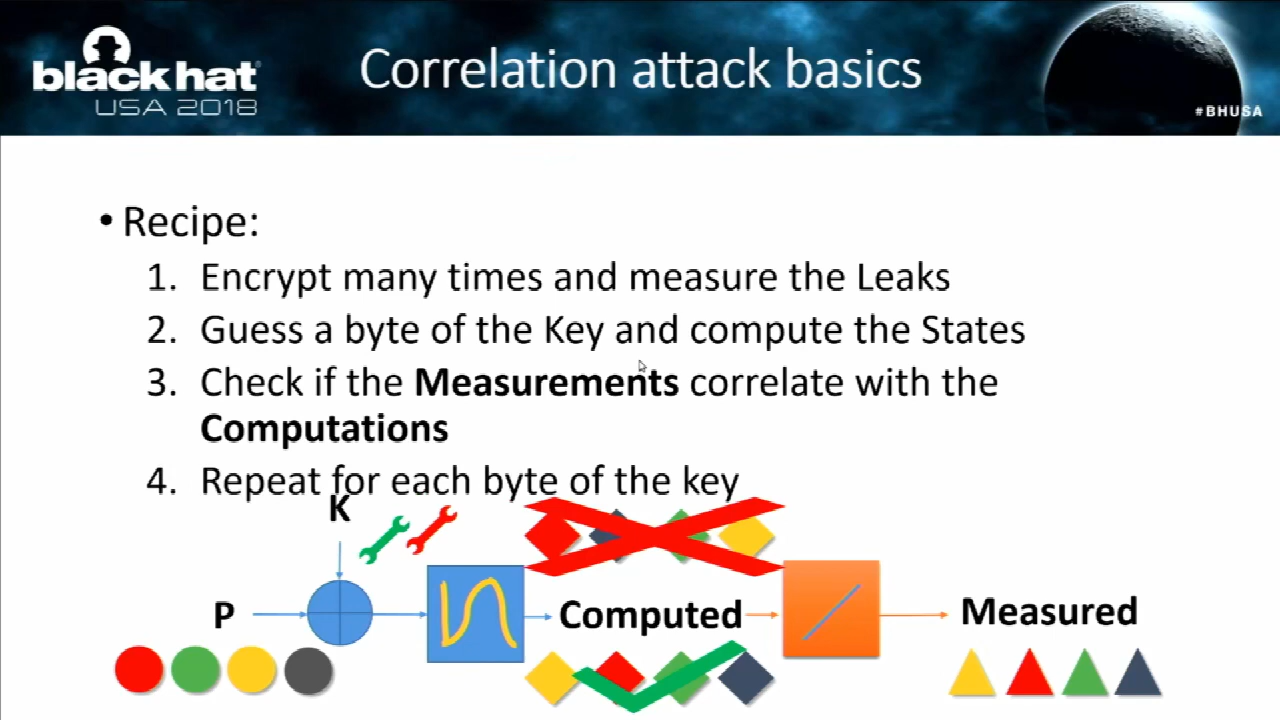 black hat
USA 2018
Correlation attack basics
#BHUSA
• Recipe:
1. Encrypt many times and measure the Leaks
2. Guess a byte of the Key and compute the States
3. Check if the Measurements correlate with the
Computations
4. Repeat for each byte of the key
K
P
Computed
Measured